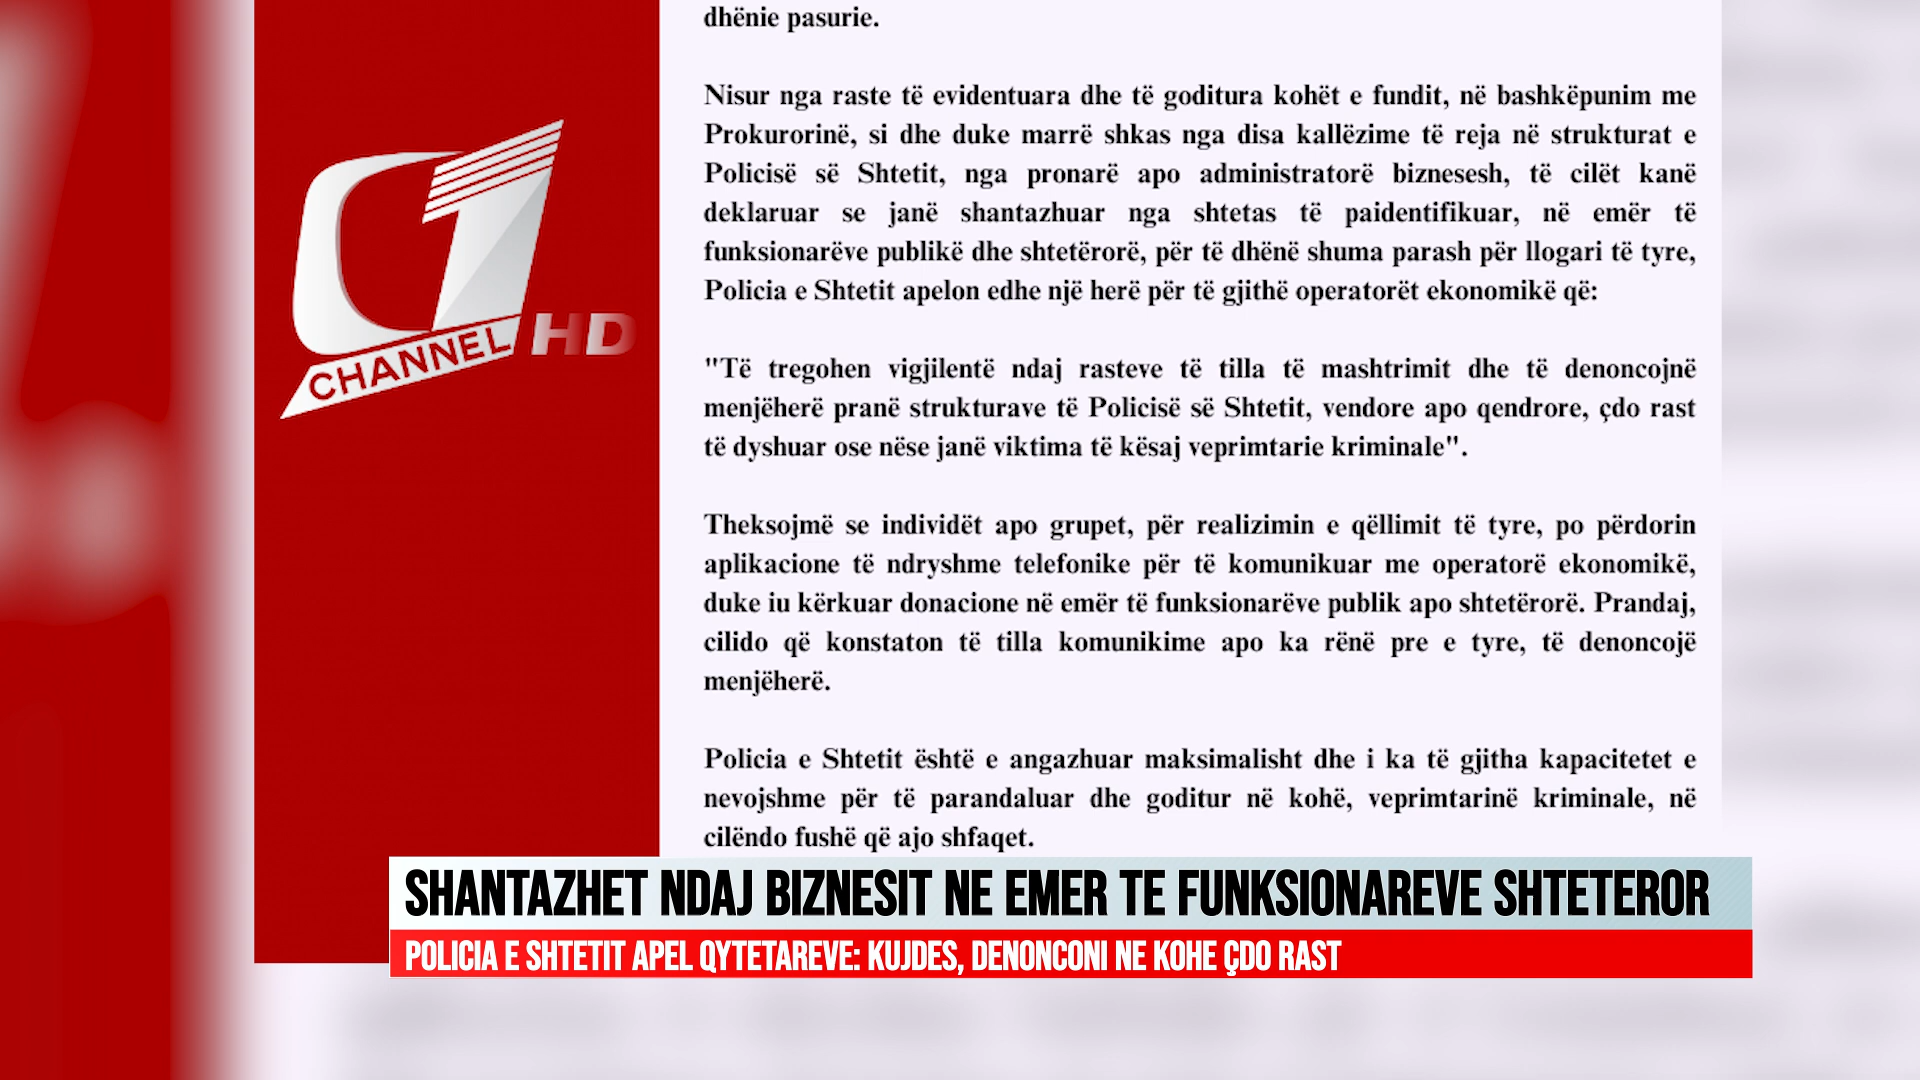 dhënie pasurie.
Nisur nga raste të evidentuara dhe të goditura kohët e fundit, në bashkëpunim me
Prokurorinë, si dhe duke marrë shkas nga disa kallëzime të reja në strukturat e
Policisë së Shtetit, nga pronarë apo administratorë biznesesh, të cilët kanë
deklaruar se janë shantazhuar nga shtetas të paidentifikuar, në emër të
funksionarëve publikë dhe shtetërorë, për të dhënë shuma parash për llogari të tyre,
Policia e Shtetit apelon edhe një herë për të gjithë operatorët ekonomikë që:
"Të tregohen vigjilentë ndaj rasteve të tilla të mashtrimit dhe të denoncojnë
menjëherë pranë strukturave të Policisë së Shtetit, vendore apo qendrore, çdo rast
të dyshuar ose nëse janë viktima të kësaj veprimtarie kriminale".
Theksojmë se individët apo grupet, për realizimin e qëllimit të tyre, po përdorin
aplikacione të ndryshme telefonike për të komunikuar me operatorë ekonomikë,
duke iu kërkuar donacione në emër të funksionarëve publik apo shtetërorë. Prandaj,
cilido që konstaton të tilla komunikime apo ka rënë pre e tyre, të denoncojë
menjëherë.
Policia e Shtetit është e angazhuar maksimalisht dhe i ka të gjitha kapacitetet e
nevojshme për të parandaluar dhe goditur në kohë, veprimtarinë kriminale, në
cilëndo fushë që ajo shfaqet.
C1
CHANNEL HD
SHANTAZHET NDAJ BIZNESIT NE EMER TE FUNKSIONAREVE SHTETEROR
POLICIA E SHTETIT APEL QYTETAREVE: KUJDES, DENONCONI NE KOHE ÇDO RAST